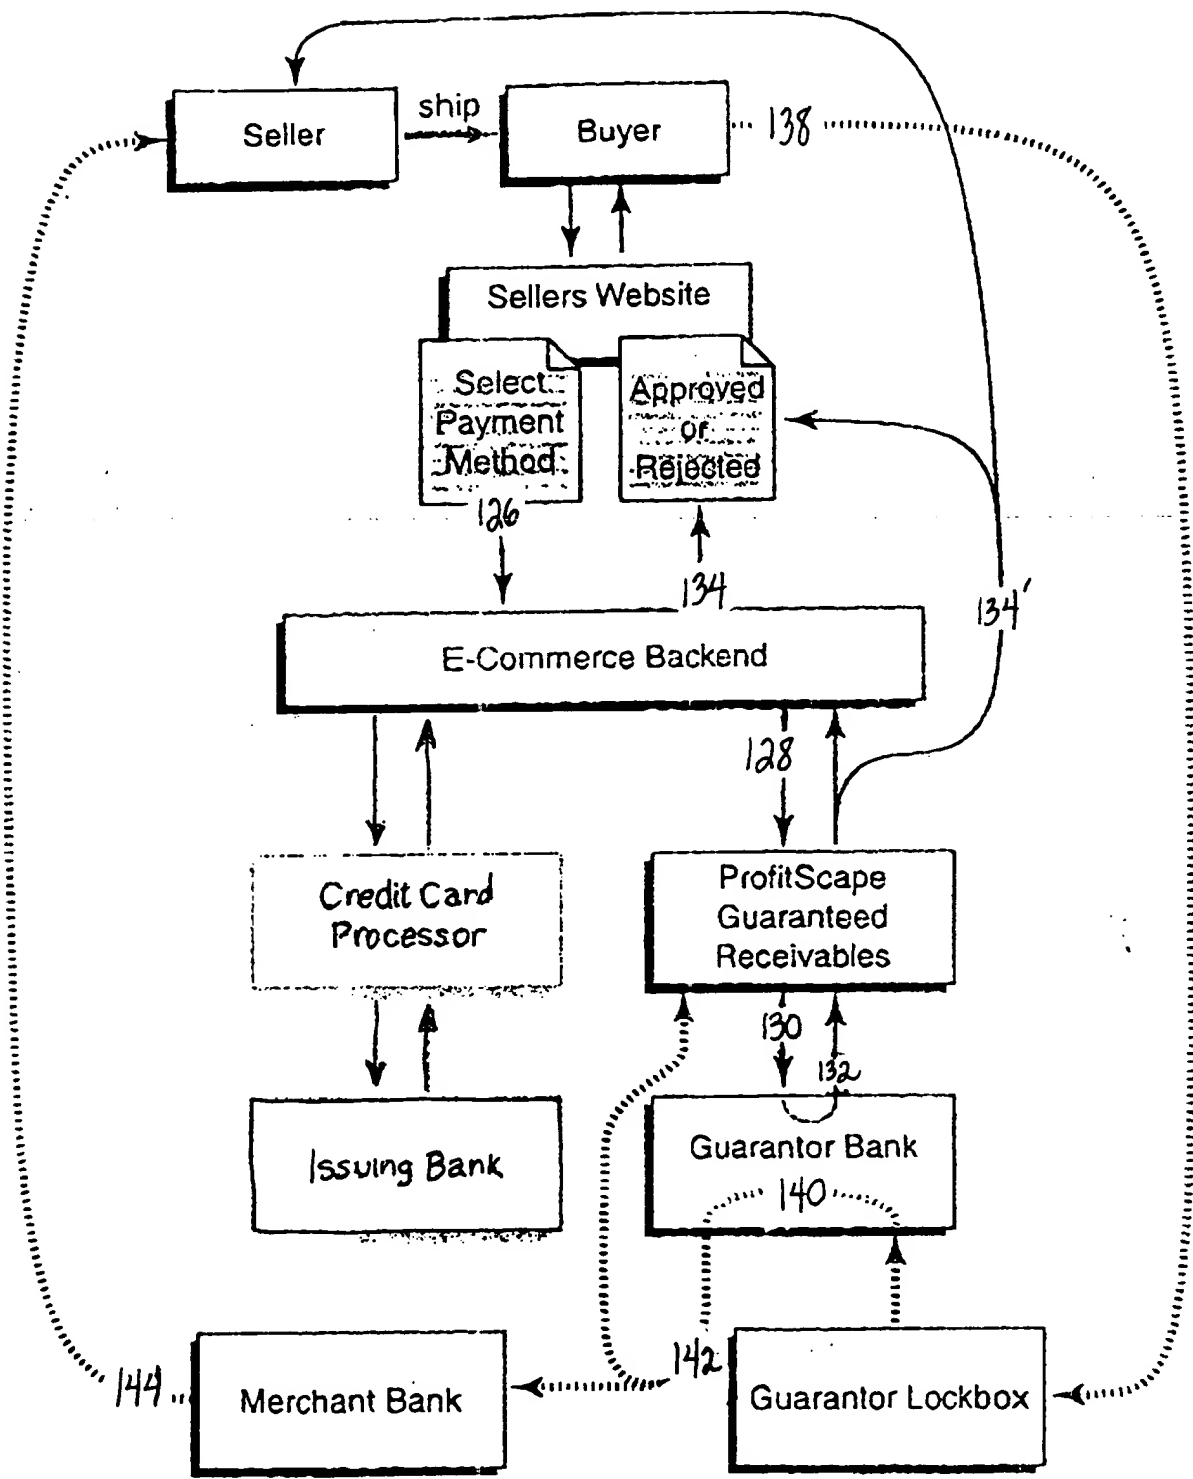 ship
Seller
Buyer
138
Sellers Website
Select
Payment
Method
Approved
or
Rejected
126
134
134'
E-Commerce Backend
128
Credit Card
Processor
ProfitScape
Guaranteed
Receivables
130
132
Issuing Bank
Guarantor Bank
140
142
144
Merchant Bank
Guarantor Lockbox